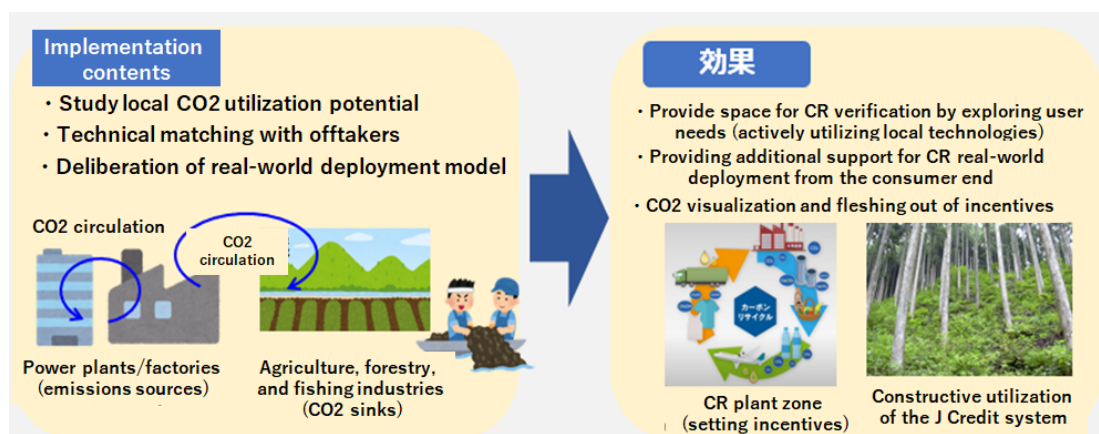 Implementation
contents
・Study local CO2 utilization potential
・Technical matching with offtakers
・Deliberation of real-world deployment model
CO2 circulation
CO2
circulation
Power plants/factories
(emissions sources)
Agriculture, forestry,
and fishing industries
(CO2 sinks)
効果
・Provide space for CR verification by exploring user
needs (actively utilizing local technologies)
・Providing additional support for CR real-world
deployment from the consumer end
・CO2 visualization and fleshing out of incentives
カーボン
リサイクル
CR plant zone
(setting incentives)
Constructive utilization
of the J Credit system